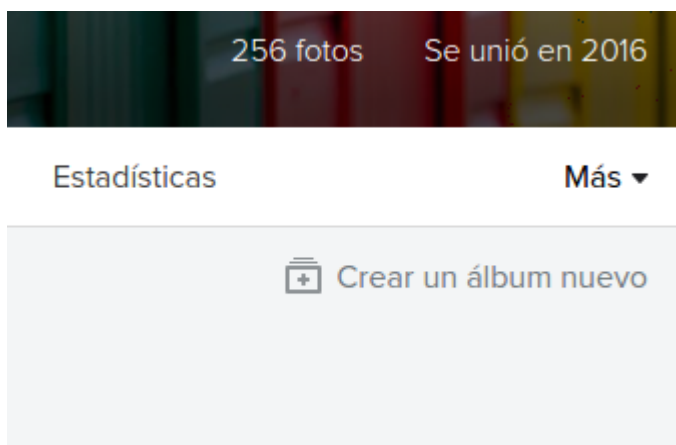 256 fotos Se unió en 2016
Estadísticas Más
Crear un álbum nuevo